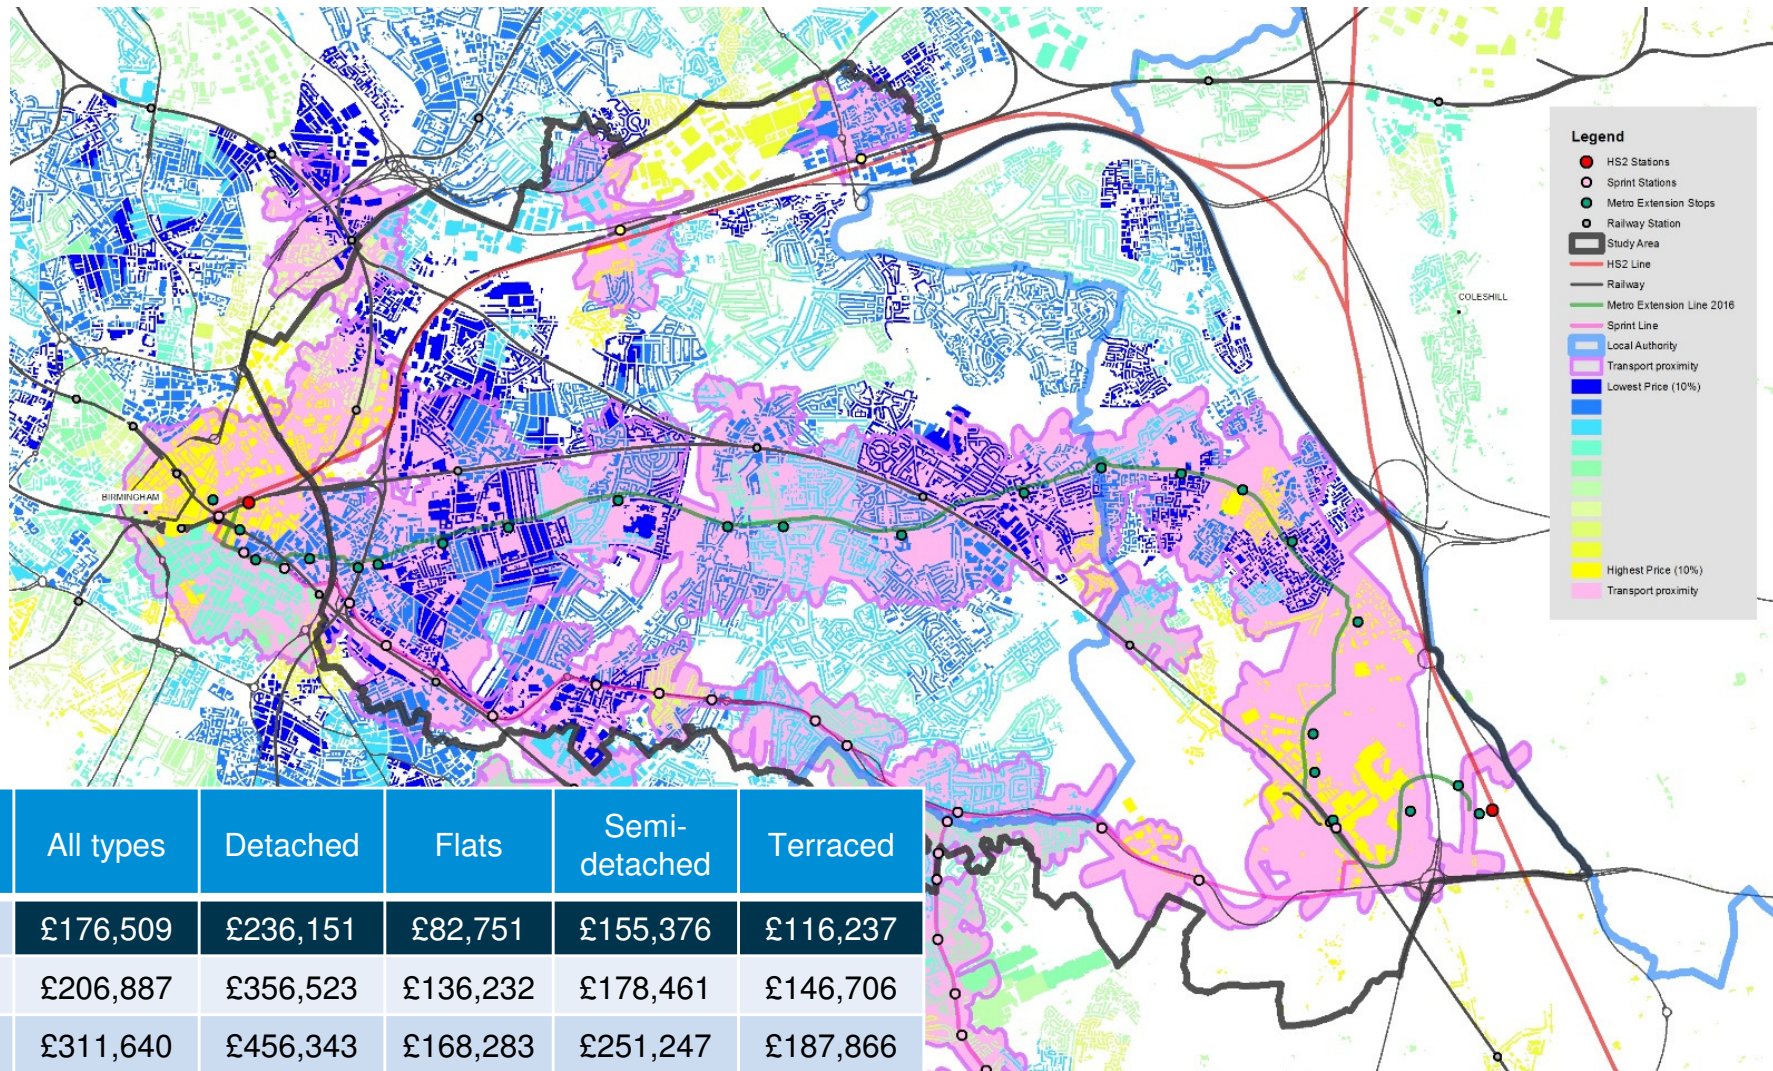 Legend
HS2 Stations
Sprint Stations
Metro Extension Stops
Railway Station
Study Area
HS2 Line
Railway
Metro Extension Line 2016
Sprint Line
Local Authority
Transport proximity
Lowest Price (10%)
Highest Price (10%)
Transport proximity
COLESHILL
BIRMINGHAM
All types Detached Flats Semi-
detached Terraced
£176,509 £236,151 £82,751 £155,376 £116,237
£206,887 £356,523 £136,232 £178,461 £146,706
£311,640 £456,343 £168,283 £251,247 £187,866